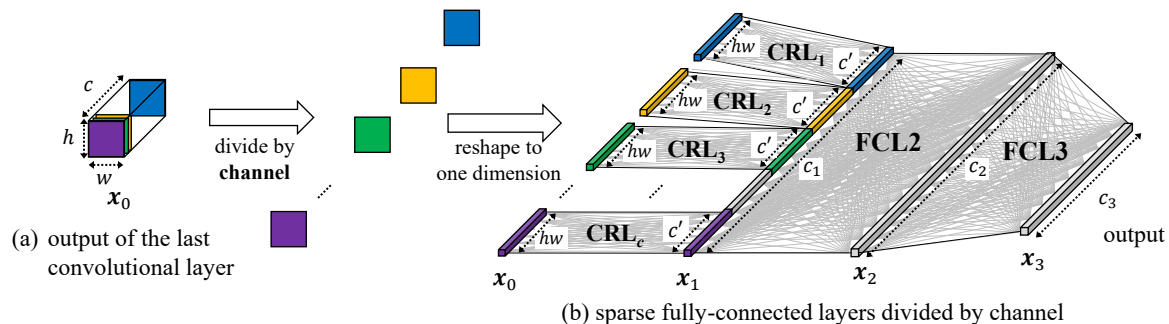 c
h
w
x₀
(a) output of the last
convolutional layer
divide by
channel
...
reshape to
one dimension
hw
CRL₁
c′
hw
CRL₂
c′
hw
CRL₃
c′
...
...
hw
CRL_c
c′
c₁
FCL2
c₂
FCL3
c₃
output
x₀
x₁
x₂
x₃
(b) sparse fully-connected layers divided by channel